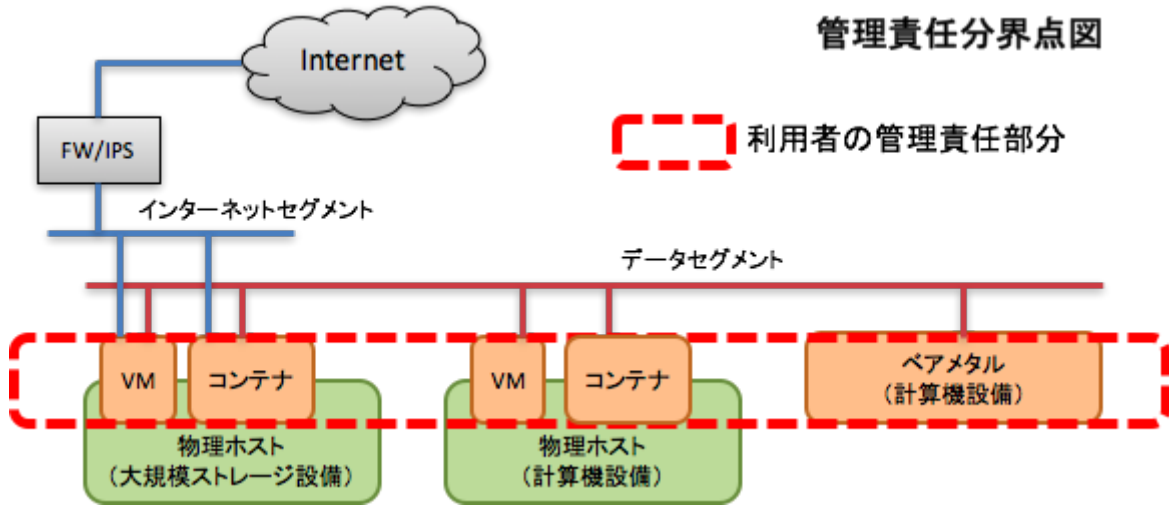 管理責任分界点図
Internet
利用者の管理責任部分
FW/IPS
インターネットセグメント
データセグメント
VM
コンテナ
VM
コンテナ
ベアメタル
(計算機設備)
物理ホスト
(大規模ストレージ設備)
物理ホスト
(計算機設備)